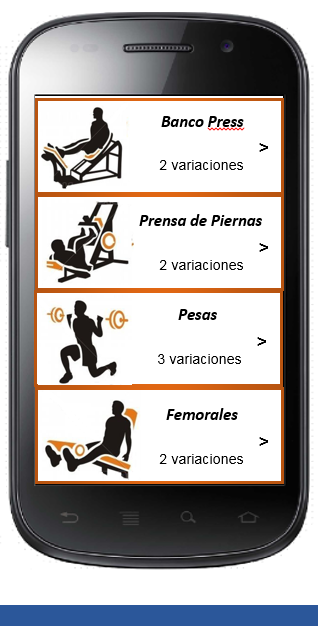 Banco Press
>
2 variaciones
Prensa de Piernas
>
2 variaciones
Pesas
>
3 variaciones
Femorales
>
2 variaciones